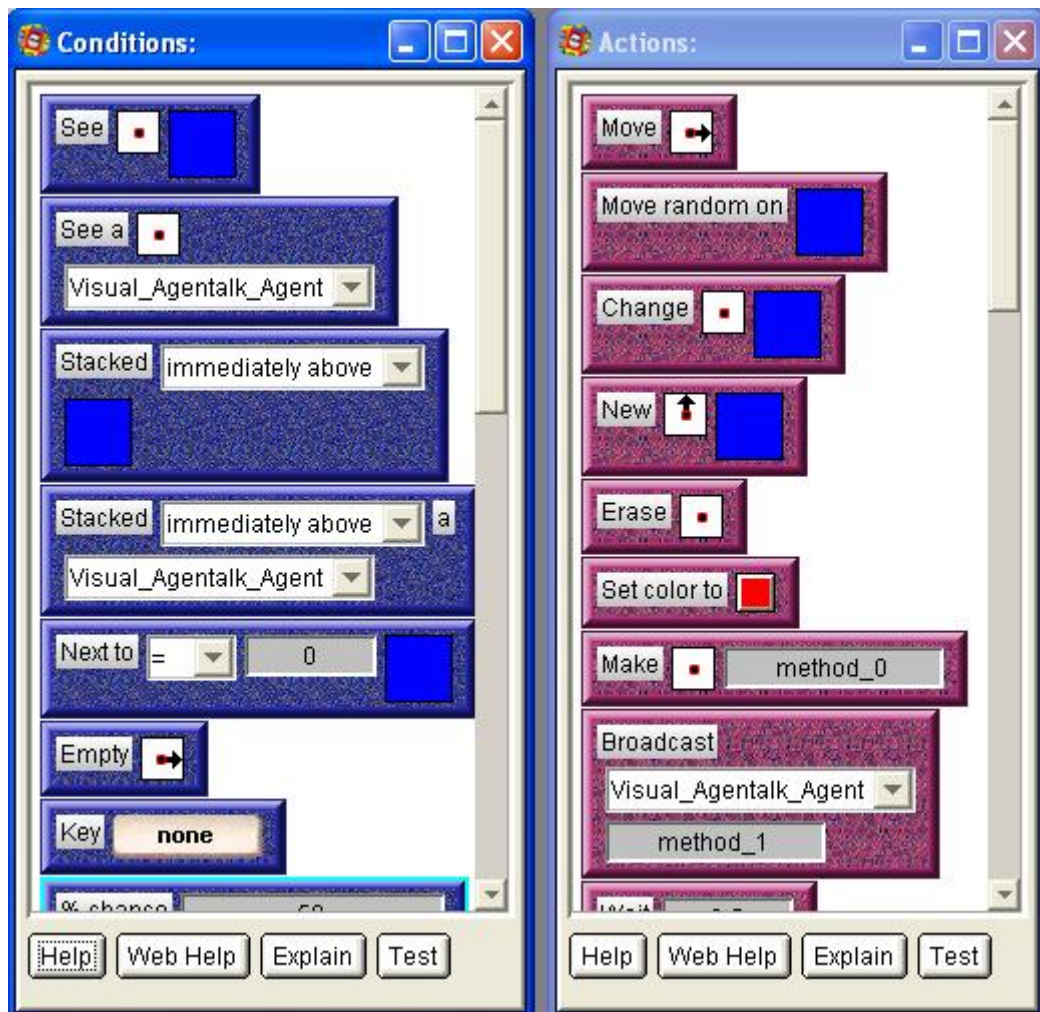 Conditions:
See
See a
Visual_Agentalk_Agent
Stacked immediately above
Stacked immediately above a
Visual_Agentalk_Agent
Next to = 0
Empty
Key none
% chance 50
Help Web Help Explain Test
Actions:
Move
Move random on
Change
New
Erase
Set color to
Make method_0
Broadcast
Visual_Agentalk_Agent
method_1
Wait
Help Web Help Explain Test